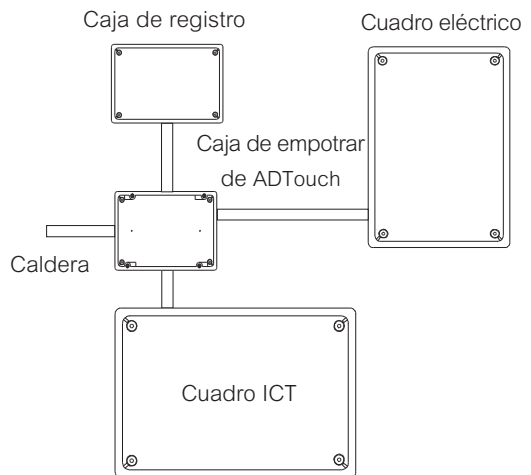 Caja de registro
Cuadro eléctrico
Caja de empotrar
de ADTouch
Caldera
Cuadro ICT